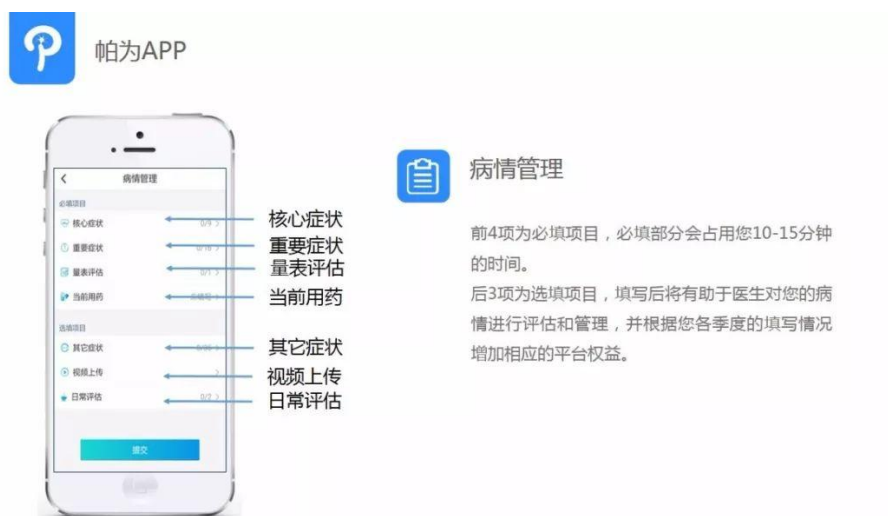 帕为APP
病情管理
必填项目
核心症状
0/9 >
重要症状
量表评估
0/1 >
当前用药
选填项目
其它症状
视频上传
>
日常评估
0/2 >
提交
核心症状
重要症状
量表评估
当前用药
其它症状
视频上传
日常评估
病情管理
前4项为必填项目，必填部分会占用您10-15分钟
的时间。
后3项为选填项目，填写后将有助于医生对您的病
情进行评估和管理，并根据您各季度的填写情况
增加相应的平台权益。